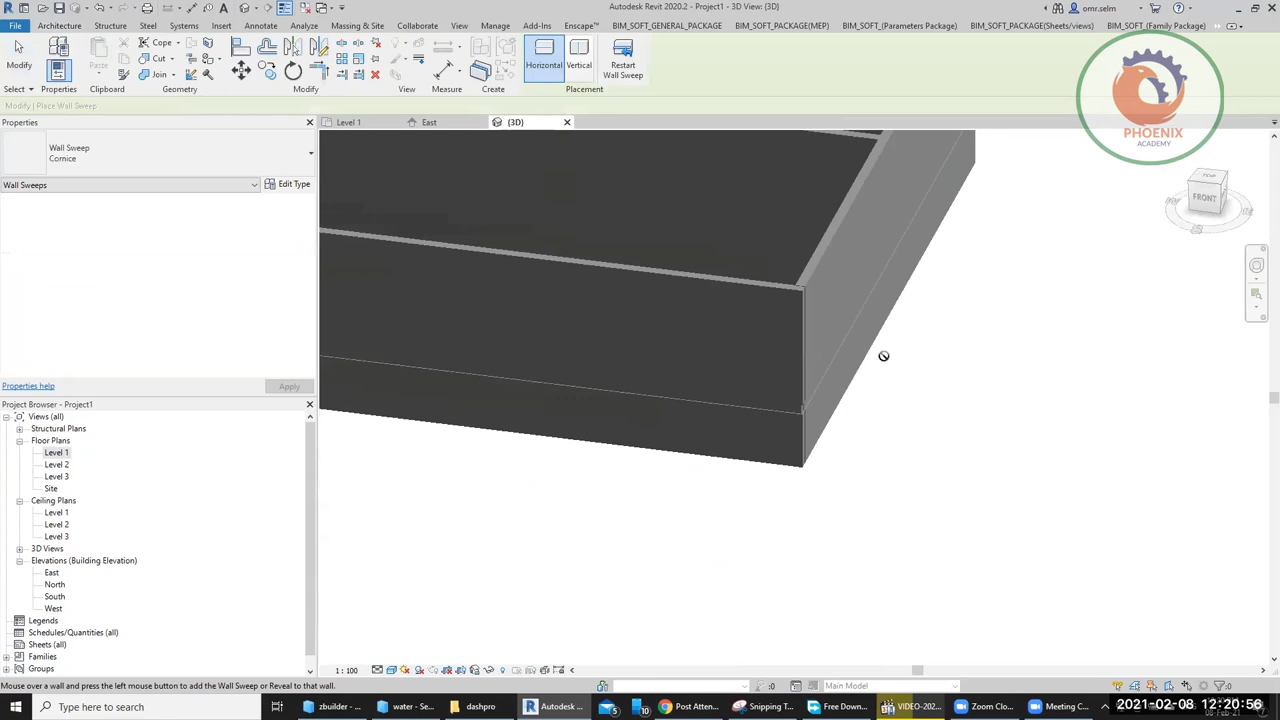 Autodesk Revit 2020.2 - Project1 - 3D View: {3D}
omr.selm
File Architecture Structure Steel Systems Insert Annotate Analyze Massing & Site Collaborate View Manage Add-Ins Enscape™ BIM_SOFT_GENERAL_PACKAGE BIM_SOFT_PACKAGE(MEP) BIM_SOFT_(Parameters Package) BIM_SOFT_PACKAGE(Sheets/views) BIM_SOFT_(Family Package)
Modify
Paste
Cope
Cut
Join
Horizontal Vertical Restart
Wall Sweep
Select Properties Clipboard Geometry Modify View Measure Create Placement
Modify | Place Wall Sweep
PHOENIX
ACADEMY
Properties
Level 1 East {3D}
Wall Sweep
Cornice
Wall Sweeps Edit Type
TOP
FRONT
Properties help Apply
Project Browser - Project1
Views (all)
Structural Plans
Floor Plans
Level 1
Level 2
Level 3
Site
Ceiling Plans
Level 1
Level 2
Level 3
3D Views
Elevations (Building Elevation)
East
North
South
West
Legends
Schedules/Quantities (all)
Sheets (all)
Families
Groups
1 : 100
Mouse over a wall and press the left mouse button to add the Wall Sweep or Reveal to that wall.
:0 Main Model :0
Type here to search
zbuilder - ... water - Se... dashpro Autodesk ... 5 10 Post Atten... Snipping T... Free Down... VIDEO-202... Zoom Clo... Meeting C...
2021-02-08 12:20:56